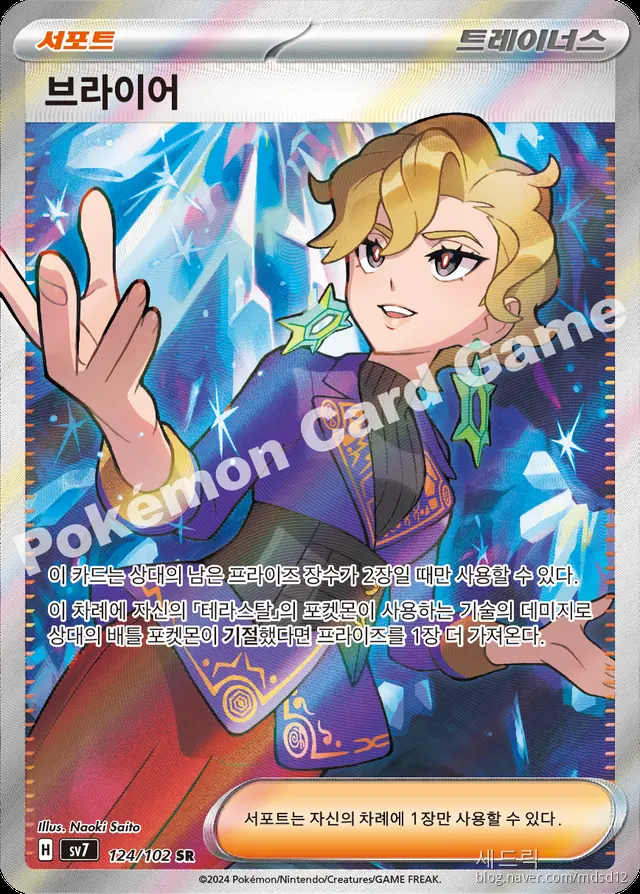 서포트
트레이너스
브라이어
Pokémon Card Game
이 카드는 상대의 남은 프라이즈 장수가 2장일 때만 사용할 수 있다.
이 차례에 자신의 「테라스탈」의 포켓몬이 사용하는 기술의 데미지로
상대의 배틀 포켓몬이 기절했다면 프라이즈를 1장 더 가져온다.
서포트는 자신의 차례에 1장만 사용할 수 있다.
Illus. Naoki Saito
H sv7 124/102 SR
세드릭
blog.naver.com/mdsd12
©2024 Pokémon/Nintendo/Creatures/GAME FREAK.